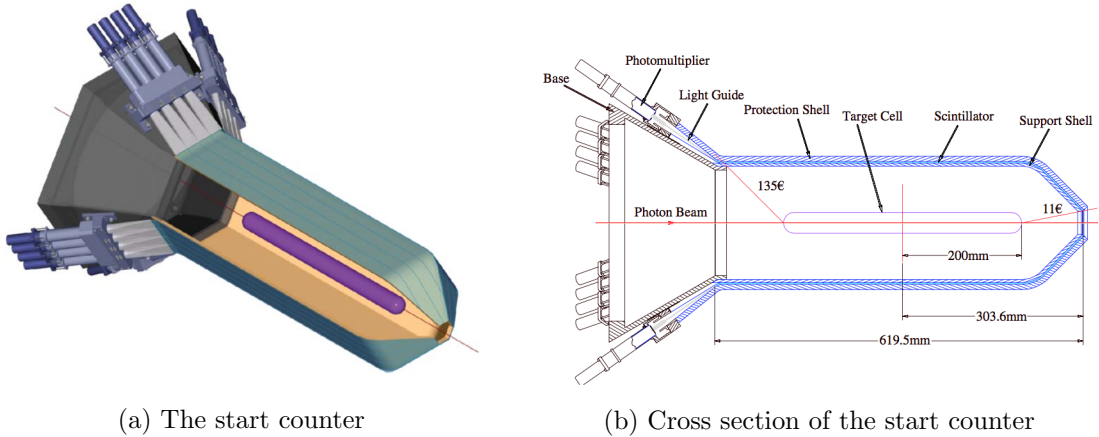 Photomultiplier
Base
Light Guide
Protection Shell
Target Cell
Scintillator
Support Shell
135€
11€
Photon Beam
200mm
303.6mm
619.5mm
(a) The start counter
(b) Cross section of the start counter